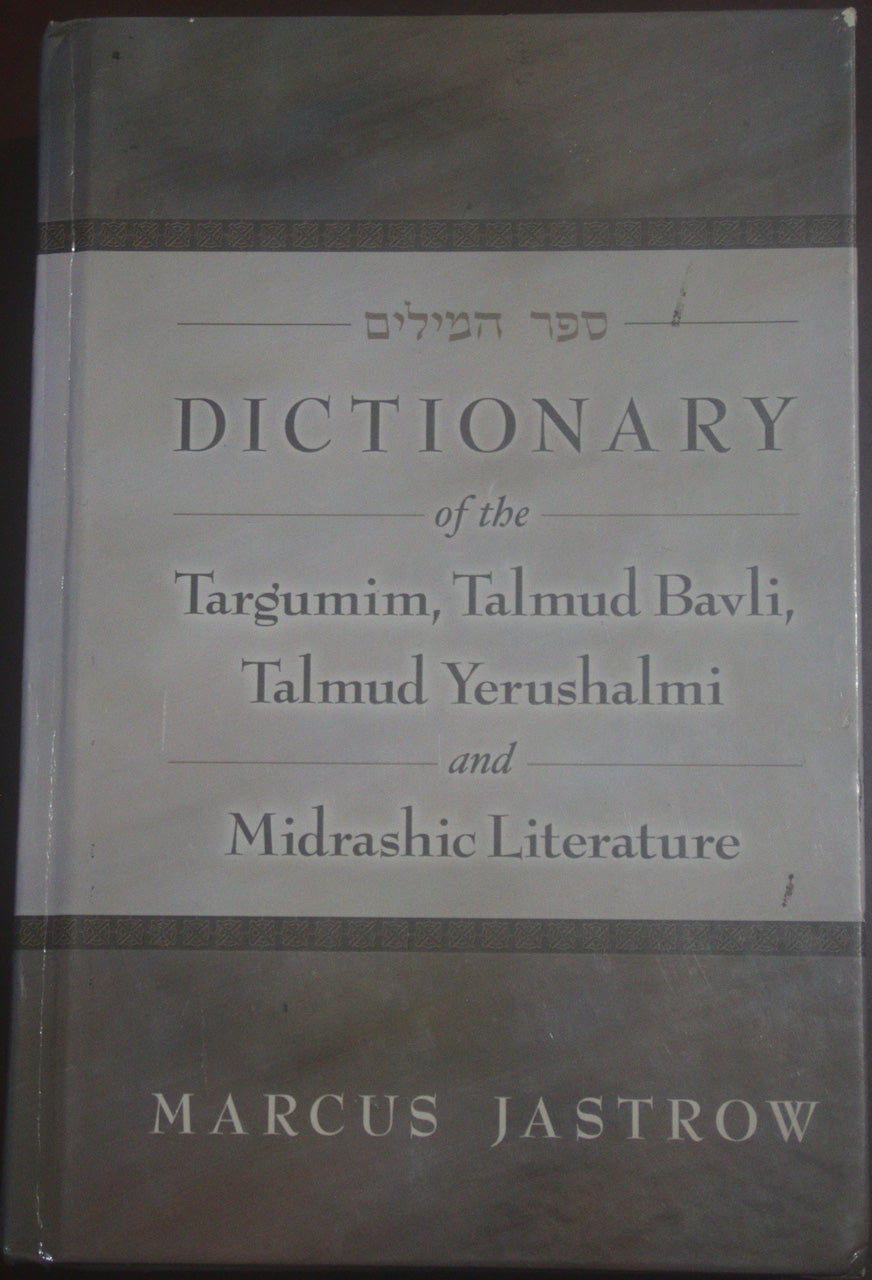 ספר המילים
DICTIONARY
of the
Targumim, Talmud Bavli,
Talmud Yerushalmi
and
Midrashic Literature
MARCUS JASTROW